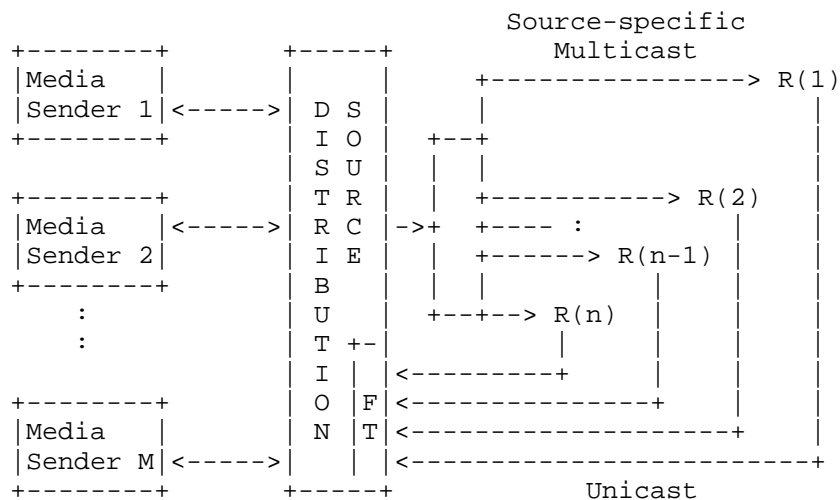 Source-specific
+--------+       +-----+          Multicast
|Media   |       |     |     +----------------> R(1)
|Sender 1|<----->| D S |     |                    |
+--------+       | I O |  +--+                    |
                 | S U |  |  |                    |
+--------+       | T R |  |  +-----------> R(2)   |
|Media   |<----->| R C |->+  +---- :         |    |
|Sender 2|       | I E |  |  +------> R(n-1) |    |
+--------+       | B   |  |  |          |    |    |
    :            | U   |  +--+--> R(n)  |    |    |
    :            | T +-|          |     |    |    |
                 | I | |<---------+     |    |    |
+--------+       | O |F|<---------------+    |    |
|Media   |       | N |T|<--------------------+    |
|Sender M|<----->|   | |<-------------------------+
+--------+       +-----+            Unicast